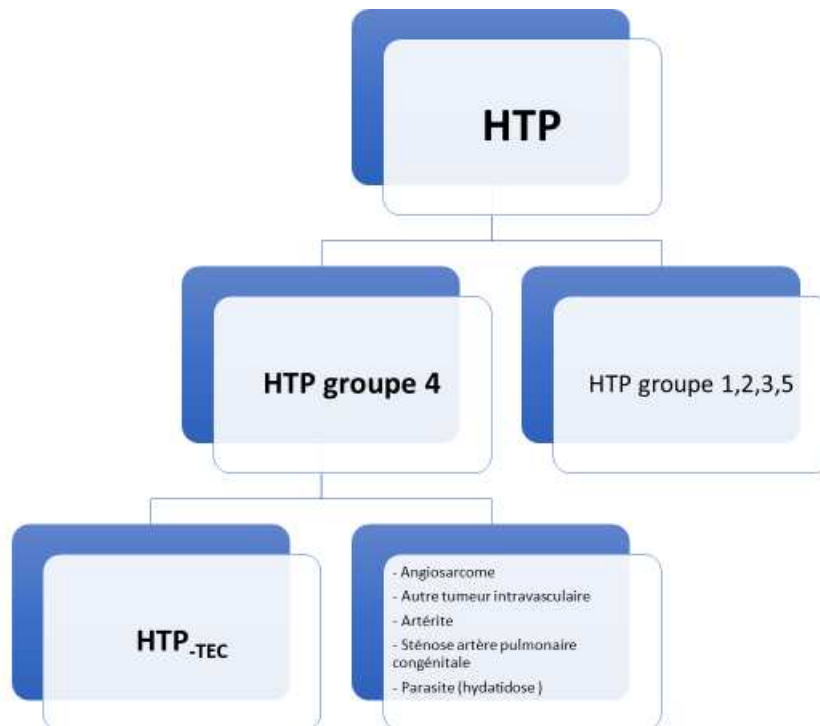 HTP
HTP groupe 4
HTP groupe 1,2,3,5
HTP-TEC
- Angiosarcome
- Autre tumeur intravasculaire
- Artérite
- Sténose artère pulmonaire
congénitale
- Parasite (hydatidose )